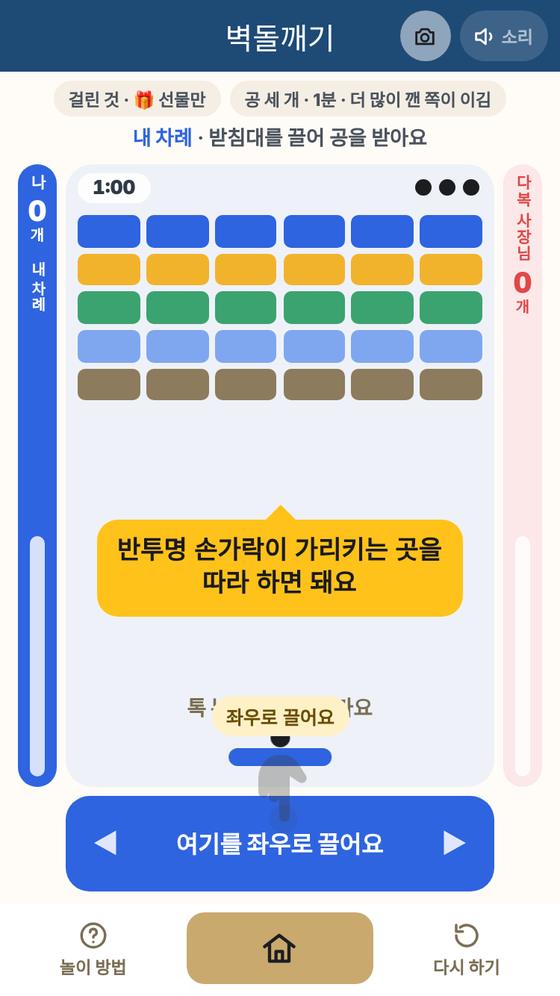 벽돌깨기
소리
걸린 것 · 🎁 선물만
공 세 개 · 1분 · 더 많이 깬 쪽이 이김
내 차례 · 받침대를 끌어 공을 받아요
나
0
개
내 차례
1:00
다복 사장님
0
개
반투명 손가락이 가리키는 곳을
따라 하면 돼요
톡
좌우로 끌어요
여기를 좌우로 끌어요
놀이 방법
다시 하기